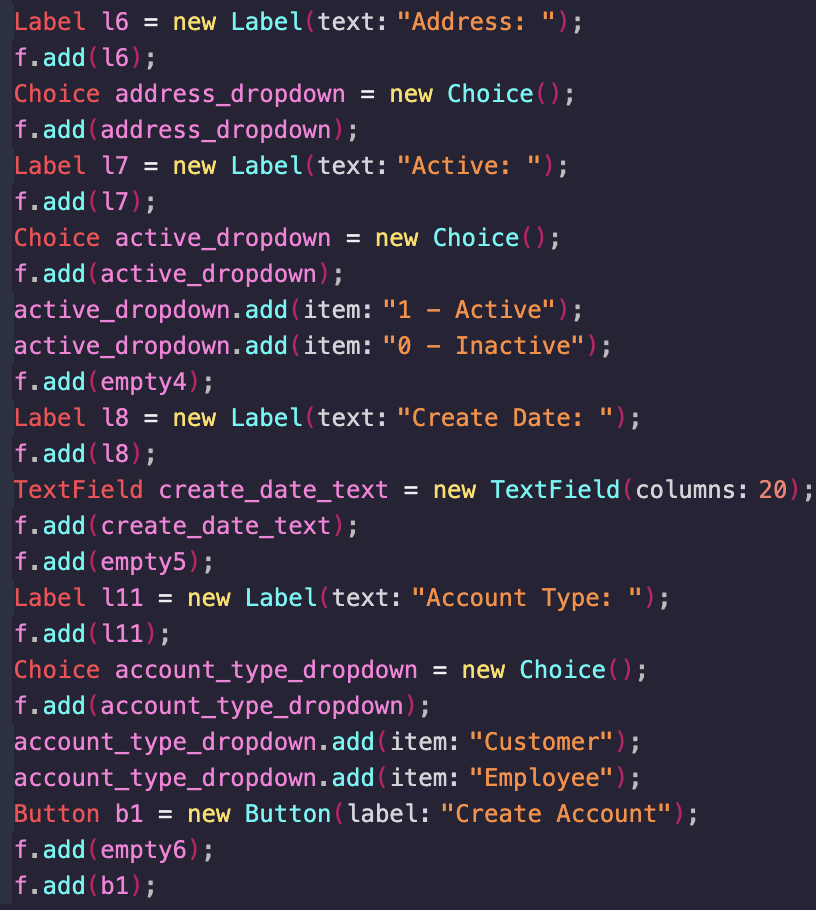 Label l6 = new Label(text: "Address: ");
f.add(l6);
Choice address_dropdown = new Choice();
f.add(address_dropdown);
Label l7 = new Label(text: "Active: ");
f.add(l7);
Choice active_dropdown = new Choice();
f.add(active_dropdown);
active_dropdown.add(item: "1 - Active");
active_dropdown.add(item: "0 - Inactive");
f.add(empty4);
Label l8 = new Label(text: "Create Date: ");
f.add(l8);
TextField create_date_text = new TextField(columns: 20);
f.add(create_date_text);
f.add(empty5);
Label l11 = new Label(text: "Account Type: ");
f.add(l11);
Choice account_type_dropdown = new Choice();
f.add(account_type_dropdown);
account_type_dropdown.add(item: "Customer");
account_type_dropdown.add(item: "Employee");
Button b1 = new Button(label: "Create Account");
f.add(empty6);
f.add(b1);